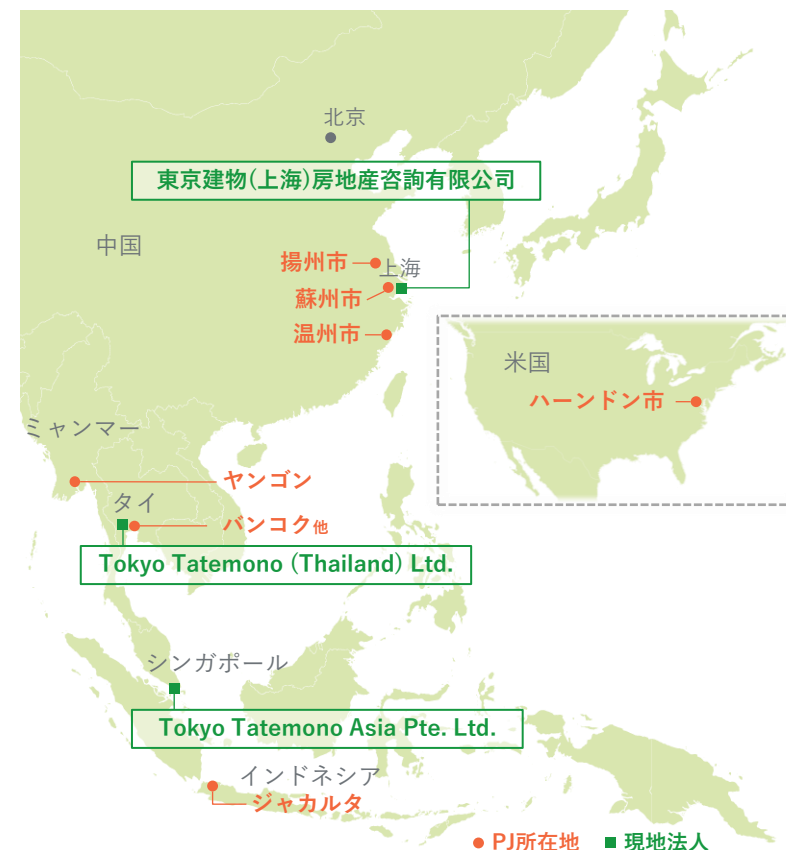 北京
東京建物(上海)房地産咨詢有限公司
中国
揚州市
上海
蘇州市
温州市
米国
ハーンドン市
ミャンマー
ヤンゴン
タイ
バンコク他
Tokyo Tatemono (Thailand) Ltd.
シンガポール
Tokyo Tatemono Asia Pte. Ltd.
インドネシア
ジャカルタ
PJ所在地 現地法人